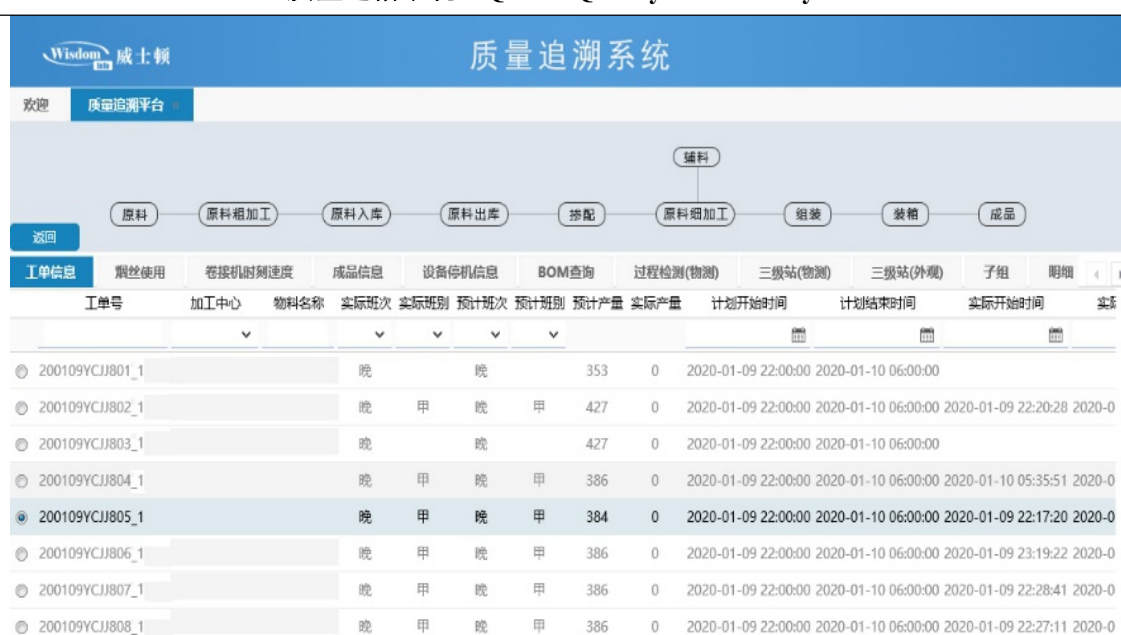 Wisdom info 威士顿 质量追溯系统
欢迎 质量追溯平台
辅料
原料 原料粗加工 原料入库 原料出库 掺配 原料细加工 组装 装箱 成品
返回
工单信息 烟丝使用 卷接机时刻速度 成品信息 设备停机信息 BOM查询 过程检测(物测) 三级站(物测) 三级站(外观) 子组 明细
工单号 加工中心 物料名称 实际班次 实际班别 预计班次 预计班别 预计产量 实际产量 计划开始时间 计划结束时间 实际开始时间
200109YCJJ801_1 晚 晚 353 0 2020-01-09 22:00:00 2020-01-10 06:00:00
200109YCJJ802_1 晚 甲 晚 甲 427 0 2020-01-09 22:00:00 2020-01-10 06:00:00 2020-01-09 22:20:28 2020-0
200109YCJJ803_1 晚 晚 427 0 2020-01-09 22:00:00 2020-01-10 06:00:00
200109YCJJ804_1 晚 甲 晚 甲 386 0 2020-01-09 22:00:00 2020-01-10 06:00:00 2020-01-10 05:35:51 2020-0
200109YCJJ805_1 晚 甲 晚 甲 384 0 2020-01-09 22:00:00 2020-01-10 06:00:00 2020-01-09 22:17:20 2020-0
200109YCJJ806_1 晚 甲 晚 甲 386 0 2020-01-09 22:00:00 2020-01-10 06:00:00 2020-01-09 23:19:22 2020-0
200109YCJJ807_1 晚 甲 晚 甲 386 0 2020-01-09 22:00:00 2020-01-10 06:00:00 2020-01-09 22:28:41 2020-0
200109YCJJ808_1 晚 甲 晚 甲 386 0 2020-01-09 22:00:00 2020-01-10 06:00:00 2020-01-09 22:27:11 2020-0